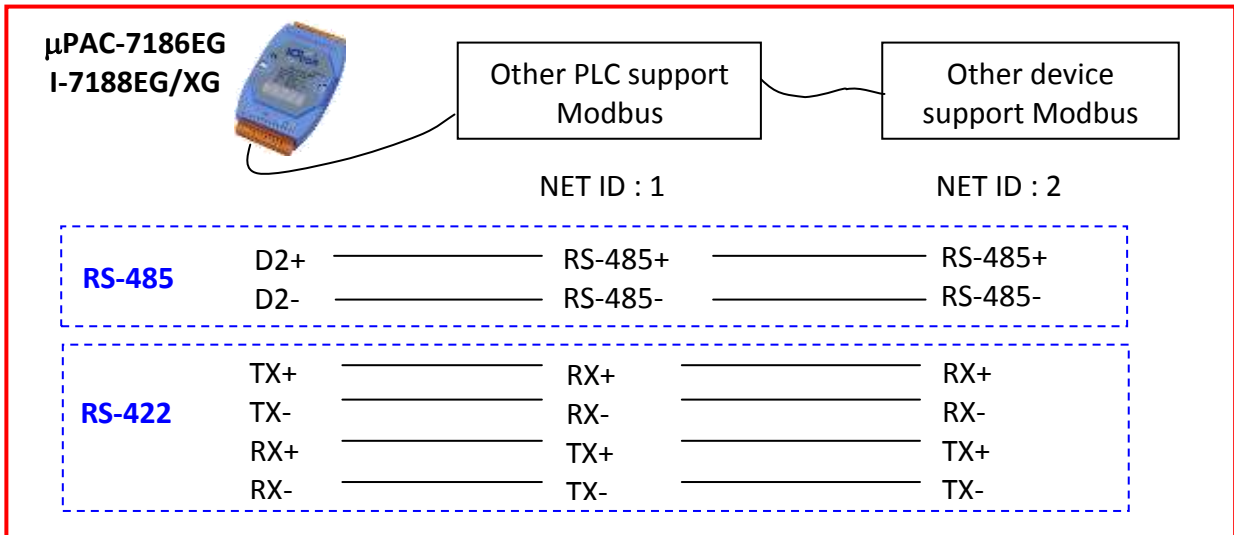 µPAC-7186EG
I-7188EG/XG
Other PLC support
Modbus
Other device
support Modbus
NET ID : 1 NET ID : 2
RS-485
D2+ RS-485+ RS-485+
D2- RS-485- RS-485-
RS-422
TX+ RX+ RX+
TX- RX- RX-
RX+ TX+ TX+
RX- TX- TX-